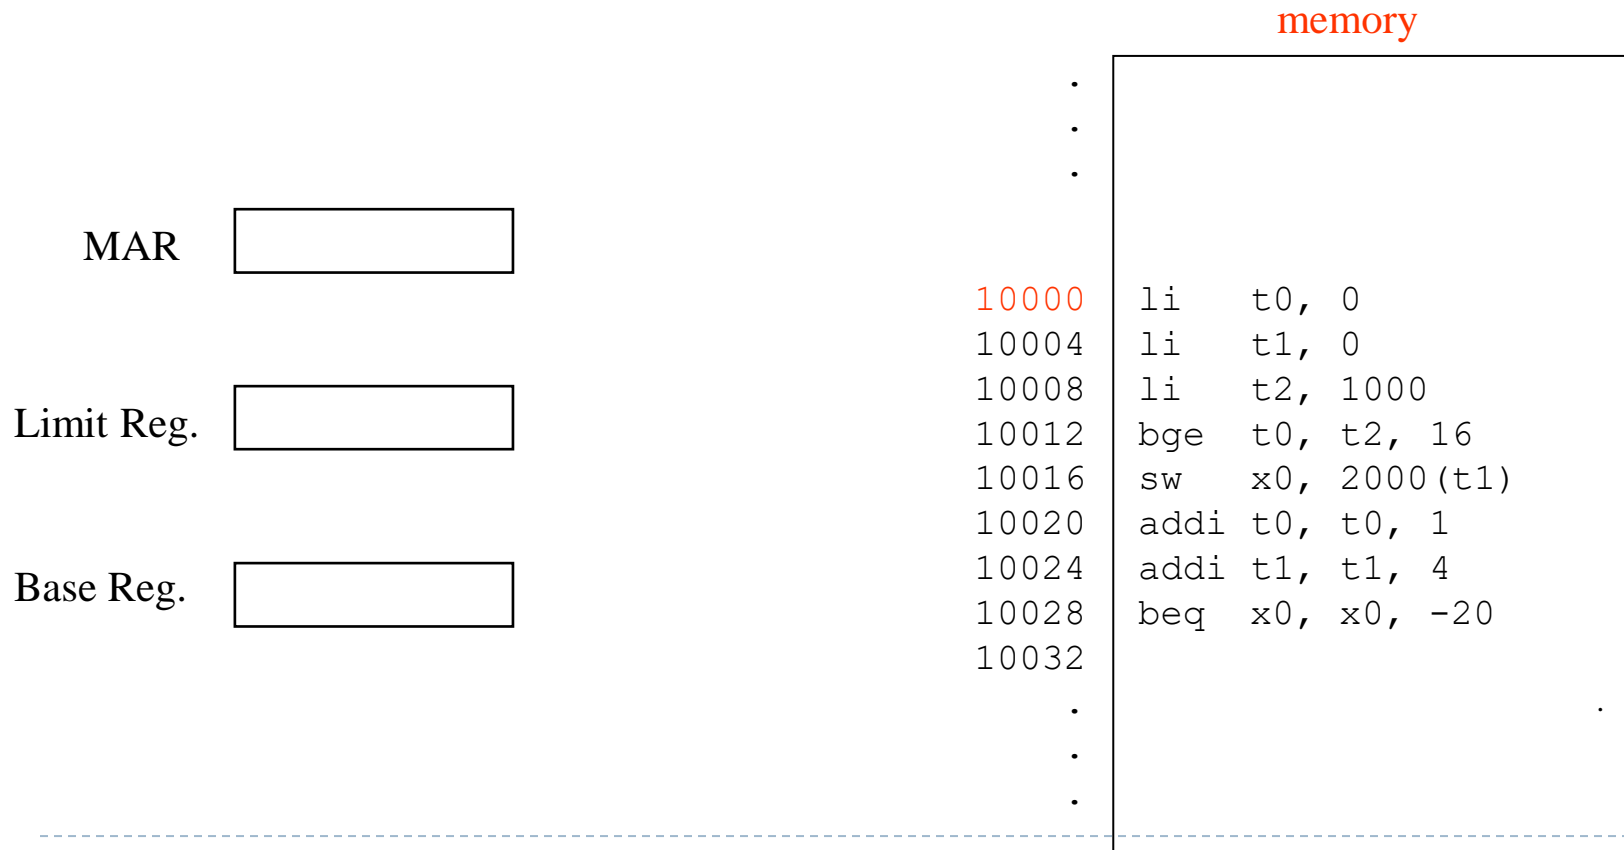 memory
.
.
.
MAR
10000 li t0, 0
10004 li t1, 0
10008 li t2, 1000
Limit Reg.
10012 bge t0, t2, 16
10016 sw x0, 2000(t1)
10020 addi t0, t0, 1
10024 addi t1, t1, 4
Base Reg.
10028 beq x0, x0, -20
10032
. .
.
.